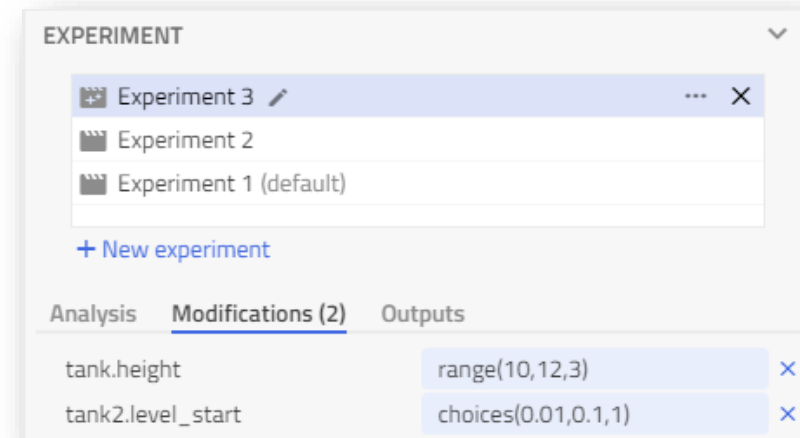 EXPERIMENT
Experiment 3
Experiment 2
Experiment 1 (default)
+ New experiment
Analysis Modifications (2) Outputs
tank.height range(10,12,3)
tank2.level_start choices(0.01,0.1,1)